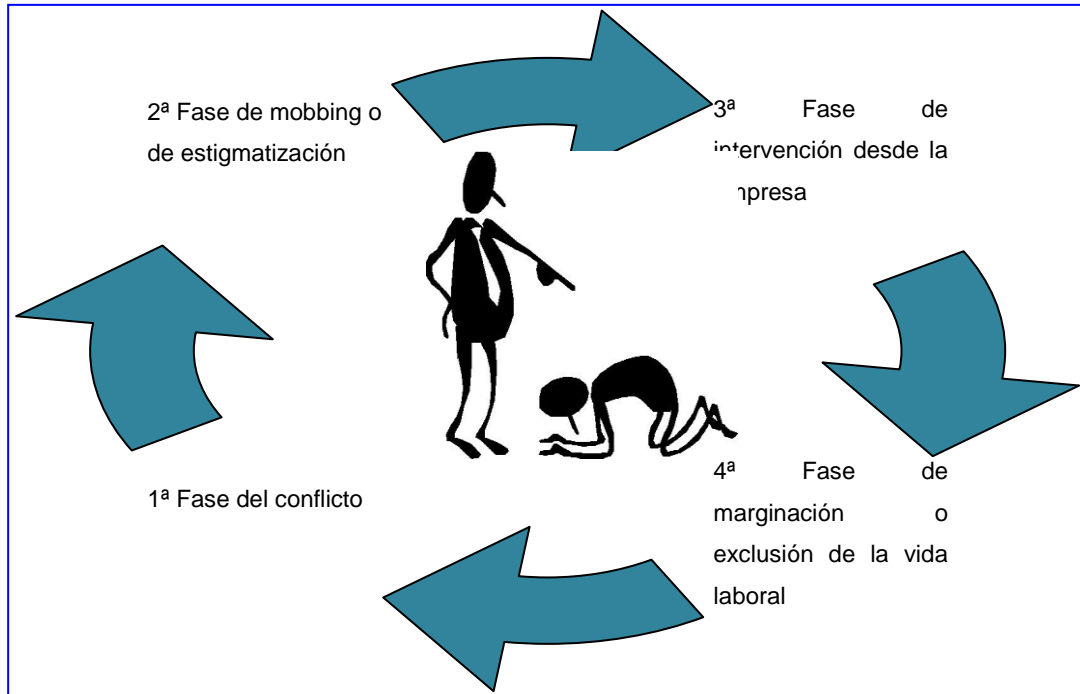 1ª Fase del conflicto
2ª Fase de mobbing o
de estigmatización
3ª Fase de
intervención desde la
empresa
4ª Fase de
marginación o
exclusión de la vida
laboral